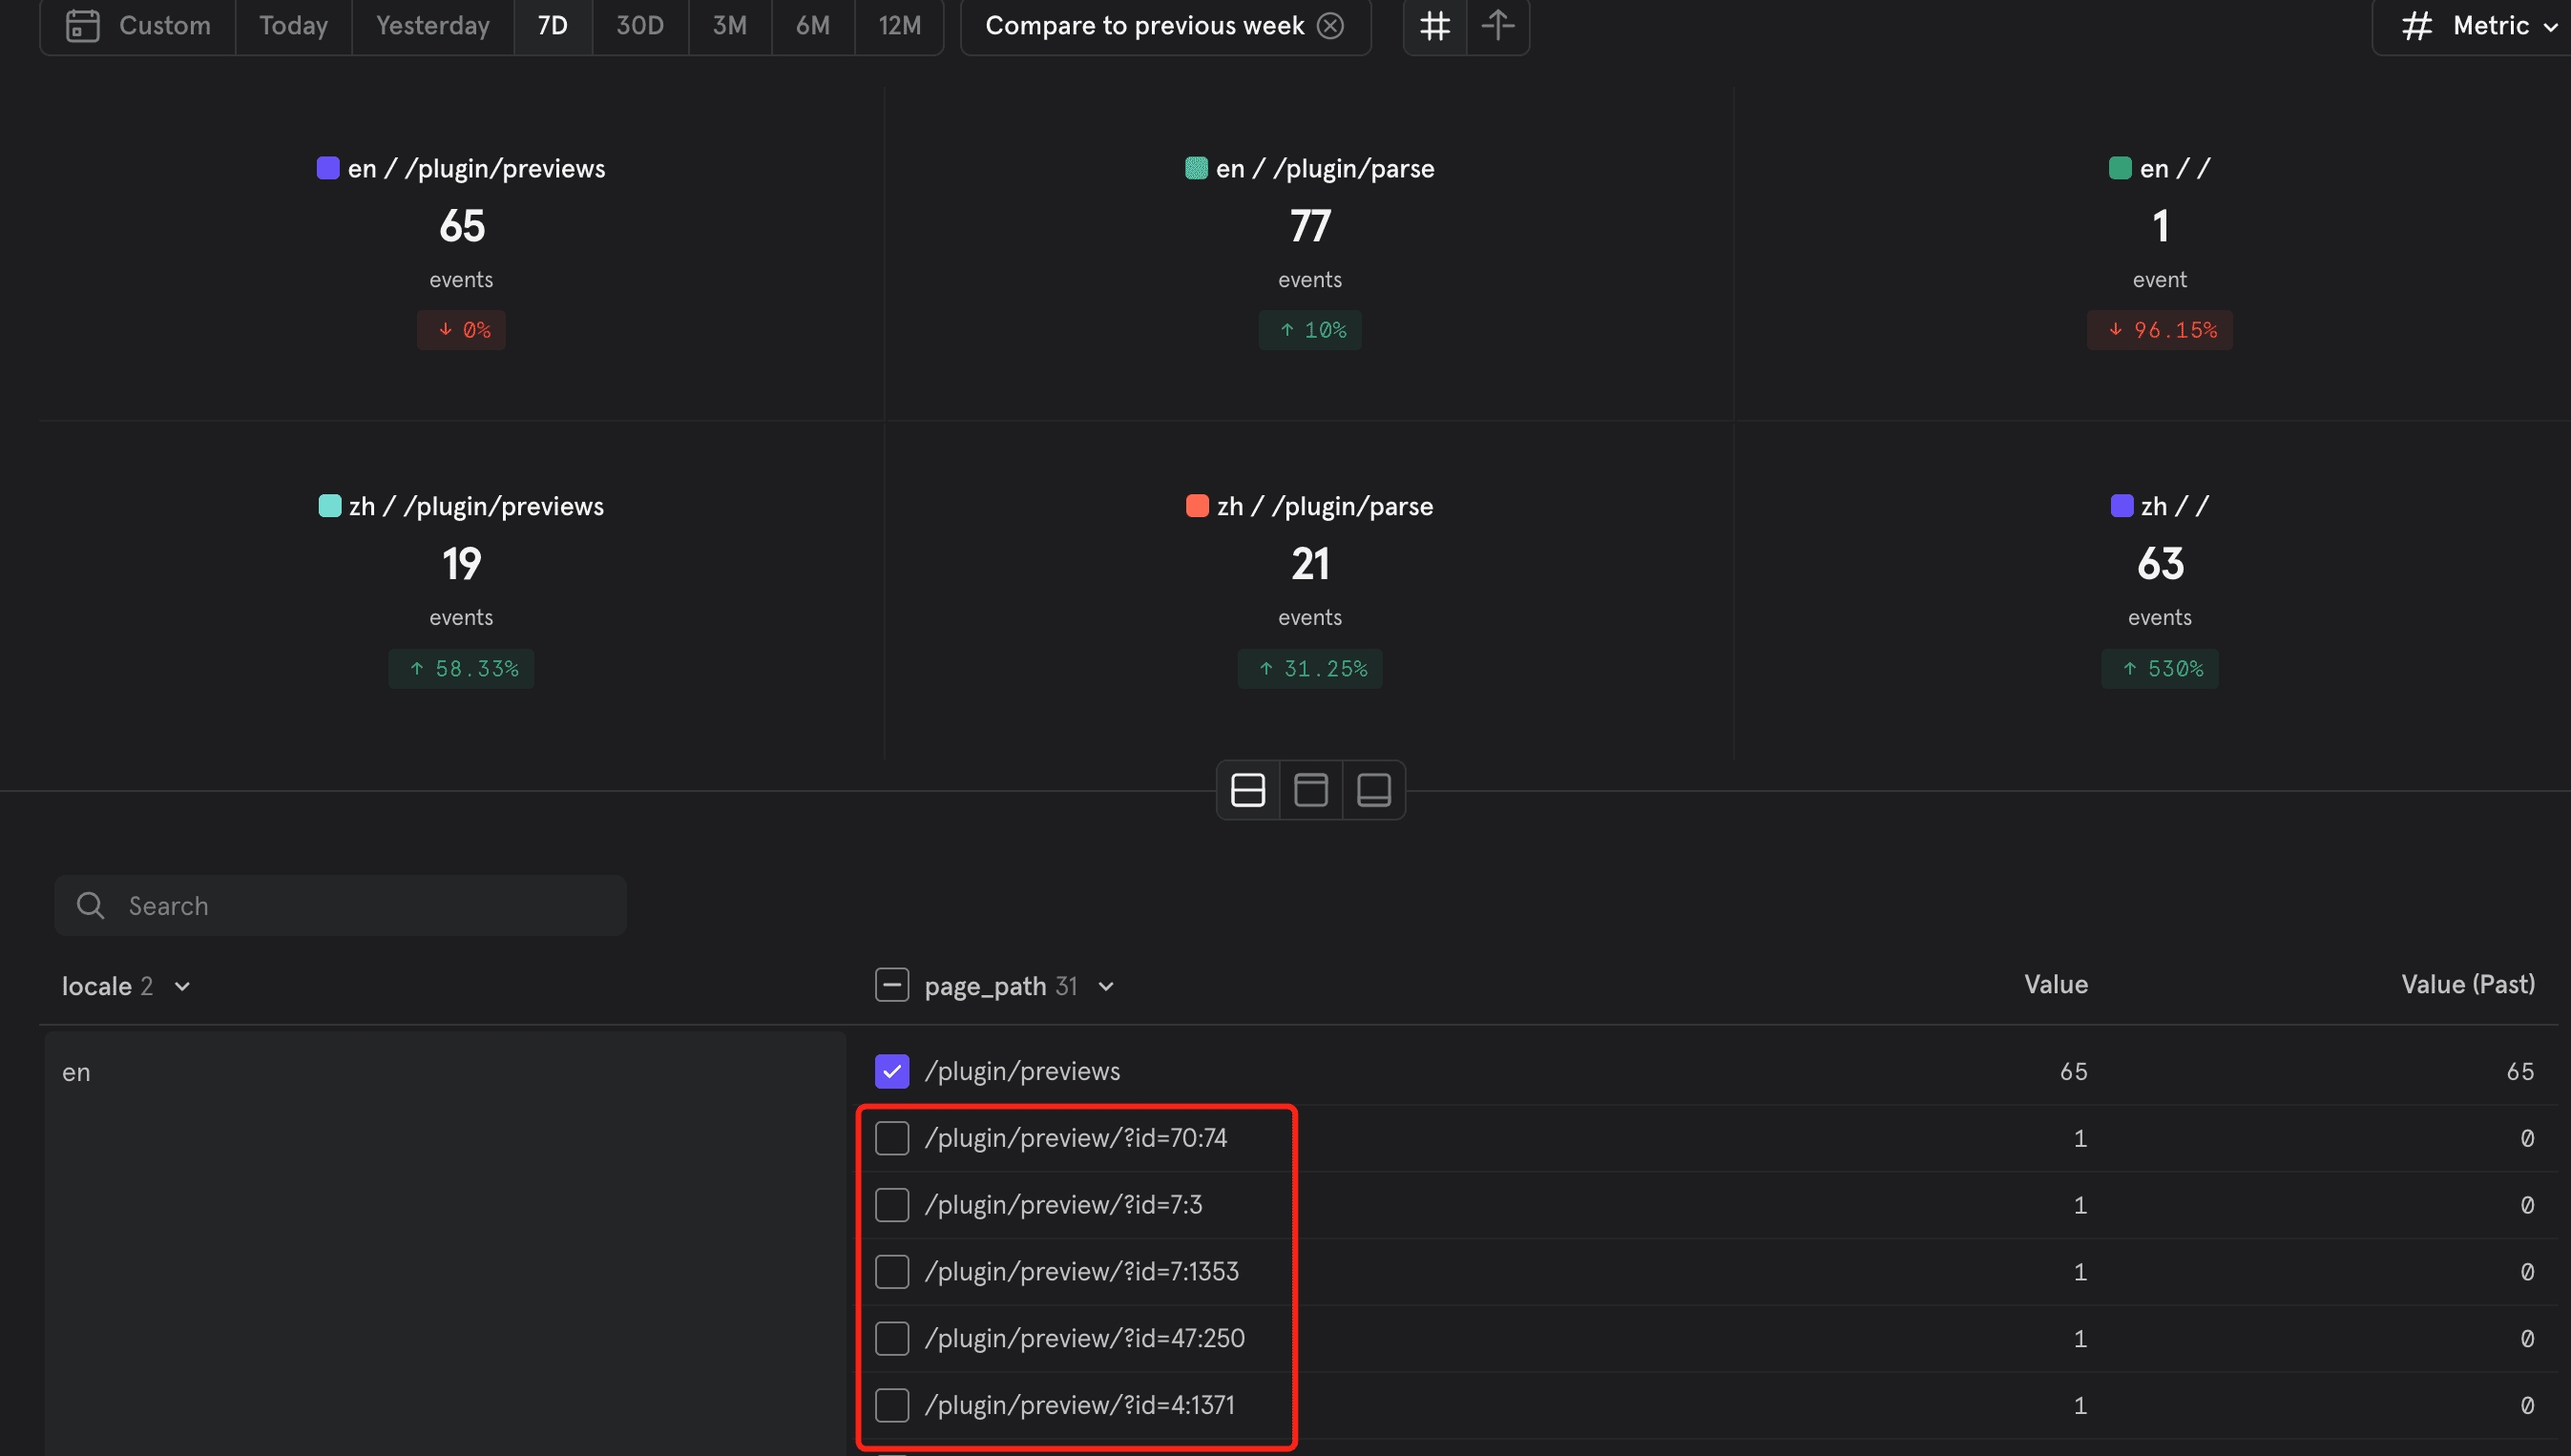 Custom Today Yesterday 7D 30D 3M 6M 12M Compare to previous week Metric
en / /plugin/previews
65
events
↓ 0%
en / /plugin/parse
77
events
↑ 10%
en / /
1
event
↓ 96.15%
zh / /plugin/previews
19
events
↑ 58.33%
zh / /plugin/parse
21
events
↑ 31.25%
zh / /
63
events
↑ 530%
Search
locale 2 page_path 31 Value Value (Past)
en /plugin/previews 65 65
/plugin/preview/?id=70:74 1 0
/plugin/preview/?id=7:3 1 0
/plugin/preview/?id=7:1353 1 0
/plugin/preview/?id=47:250 1 0
/plugin/preview/?id=4:1371 1 0